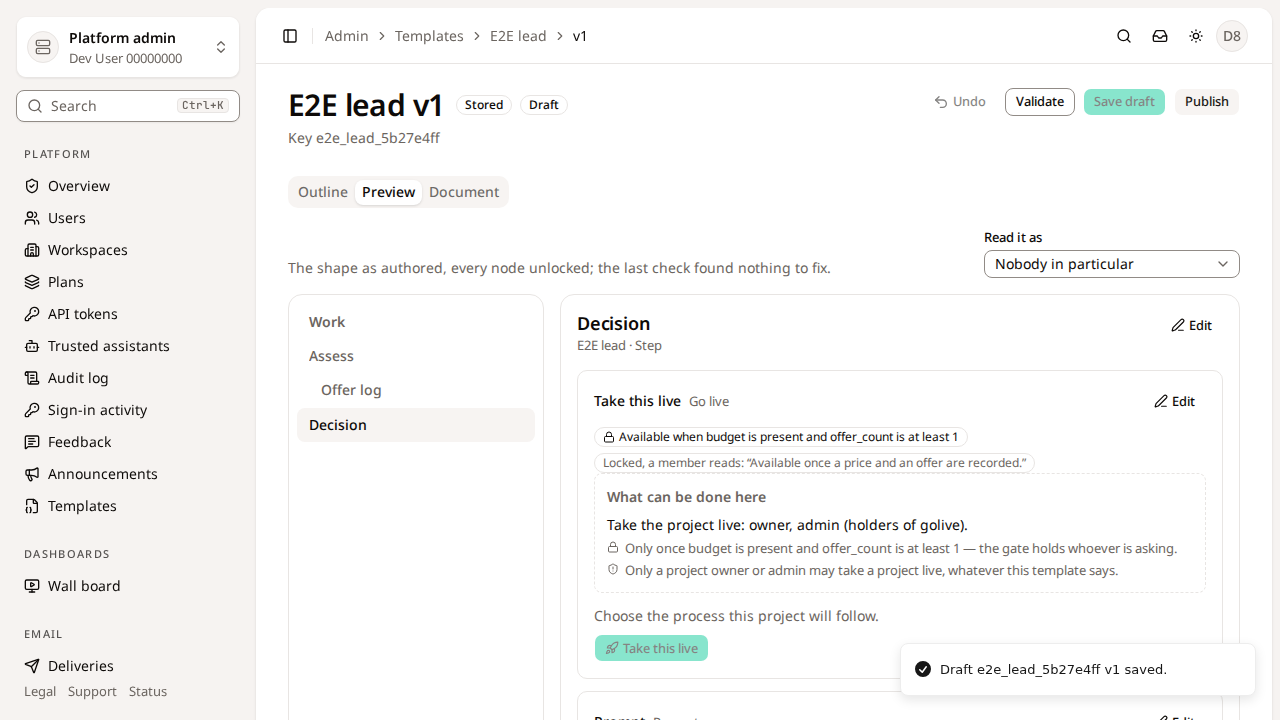 Platform admin
Dev User 00000000
Search
Ctrl+K
PLATFORM
Overview
Users
Workspaces
Plans
API tokens
Trusted assistants
Audit log
Sign-in activity
Feedback
Announcements
Templates
DASHBOARDS
Wall board
EMAIL
Deliveries
Legal Support Status
Admin > Templates > E2E lead > v1
D8
E2E lead v1 Stored Draft
Key e2e_lead_5b27e4ff
Undo Validate Save draft Publish
Outline Preview Document
Read it as
The shape as authored, every node unlocked; the last check found nothing to fix.
Nobody in particular
Work
Assess
Offer log
Decision
Decision
Edit
E2E lead · Step
Take this live Go live
Edit
Available when budget is present and offer_count is at least 1
Locked, a member reads: “Available once a price and an offer are recorded.”
What can be done here
Take the project live: owner, admin (holders of golive).
Only once budget is present and offer_count is at least 1 — the gate holds whoever is asking.
Only a project owner or admin may take a project live, whatever this template says.
Choose the process this project will follow.
Take this live
Draft e2e_lead_5b27e4ff v1 saved.